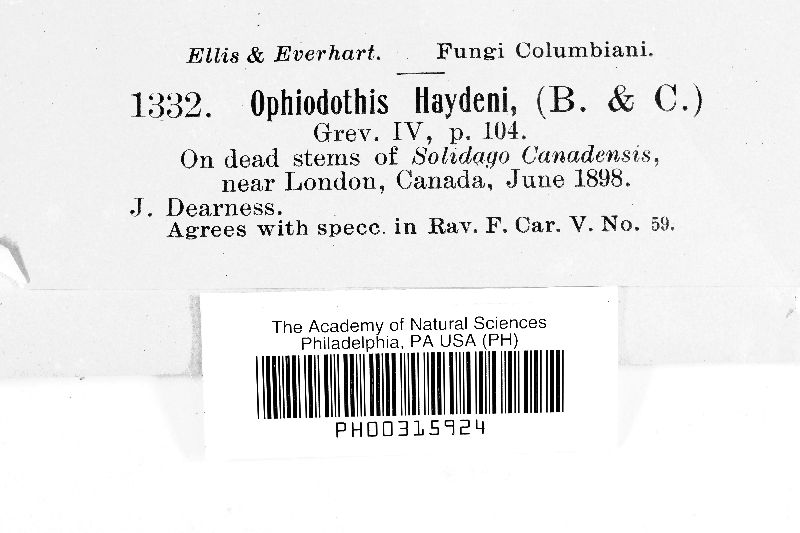 Ellis & Everhart. Fungi Columbiani.
1332. Ophiodothis Haydeni, (B. & C.)
Grev. IV, p. 104.
On dead stems of Solidago Canadensis,
near London, Canada, June 1898.
J. Dearness.
Agrees with specc. in Rav. F. Car. V. No. 59.
The Academy of Natural Sciences
Philadelphia, PA USA (PH)
PH00315924